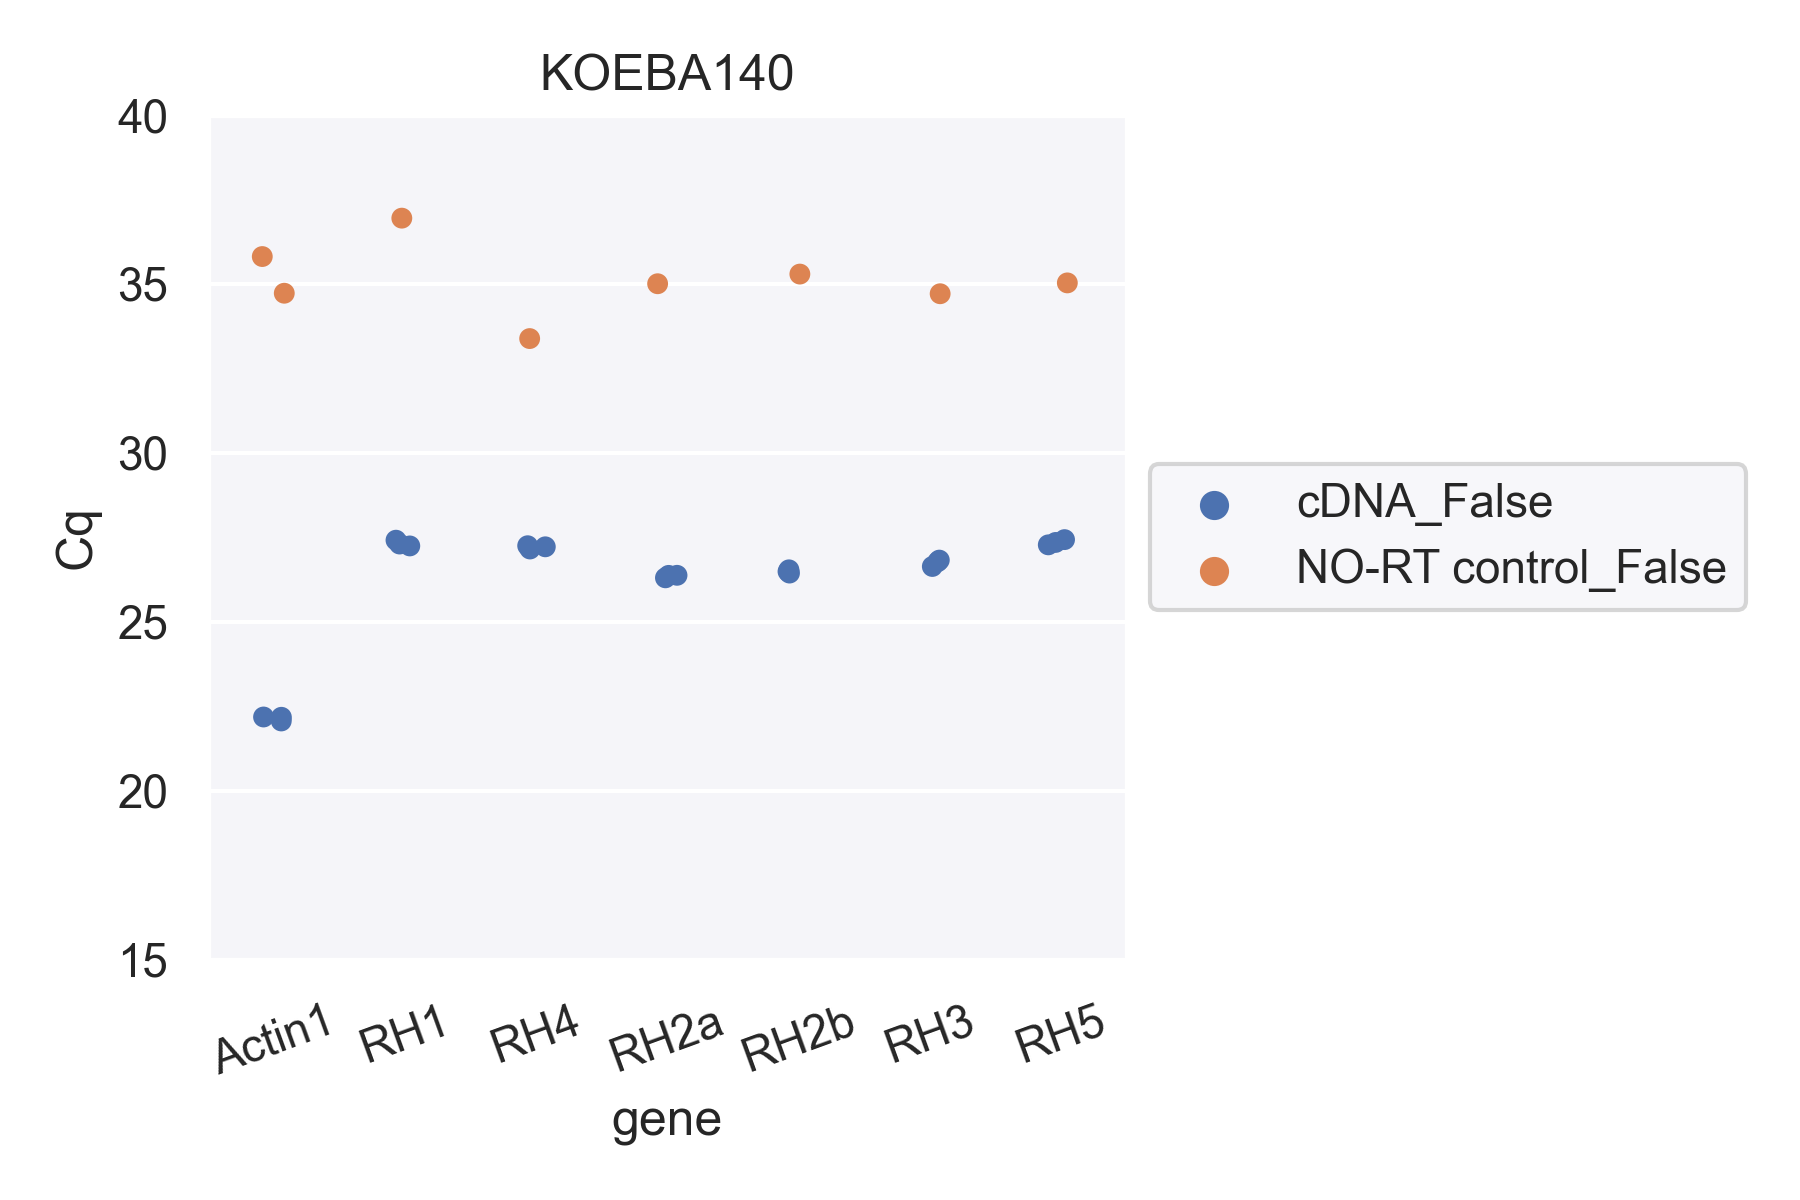 KOEBA140
40
35
30
25
20
15
Cq
Actin1
RH1
RH4
RH2a
RH2b
RH3
RH5
gene
cDNA_False
NO-RT control_False